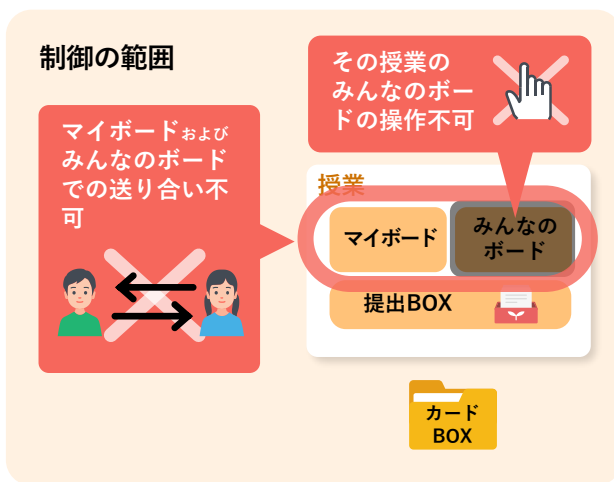 制御の範囲
その授業の
みんなのボー
ドの操作不可
マイボードおよび
みんなのボード
での送り合い不
可
授業
マイボード
みんなの
ボード
提出BOX
カード
BOX